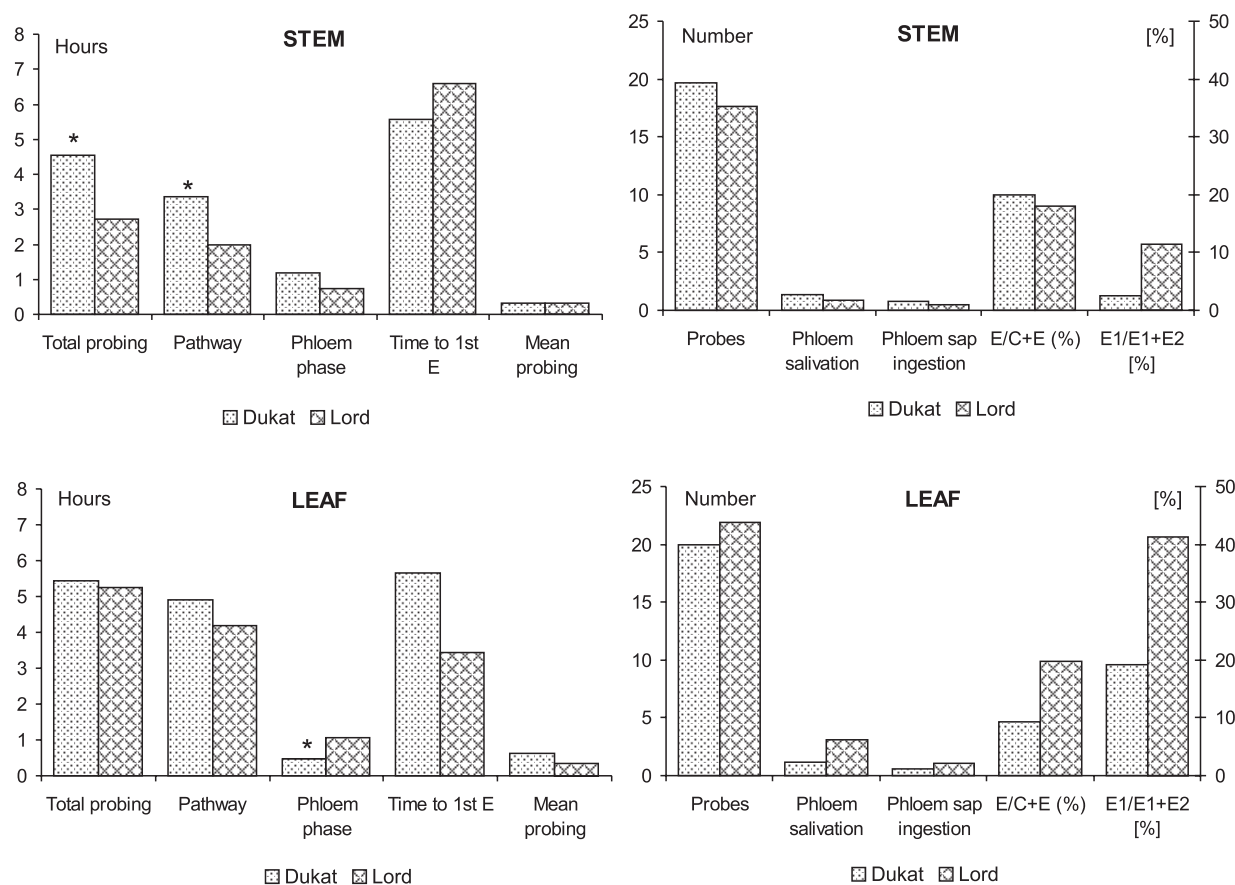 Hours
STEM
8
7
6
5
4
3
2
1
0
*
*
Total probing
Pathway
Phloem
phase
Time to 1st
E
Mean
probing
Dukat
Lord
Number
STEM
[%]
25
20
15
10
5
0
50
40
30
20
10
0
Probes
Phloem
salivation
Phloem sap
ingestion
E/C+E (%)
E1/E1+E2
[%]
Dukat
Lord
Hours
LEAF
8
7
6
5
4
3
2
1
0
*
Total probing
Pathway
Phloem
phase
Time to 1st E
Mean
probing
Dukat
Lord
Number
LEAF
[%]
25
20
15
10
5
0
50
40
30
20
10
0
Probes
Phloem
salivation
Phloem sap
ingestion
E/C+E (%)
E1/E1+E2
[%]
Dukat
Lord